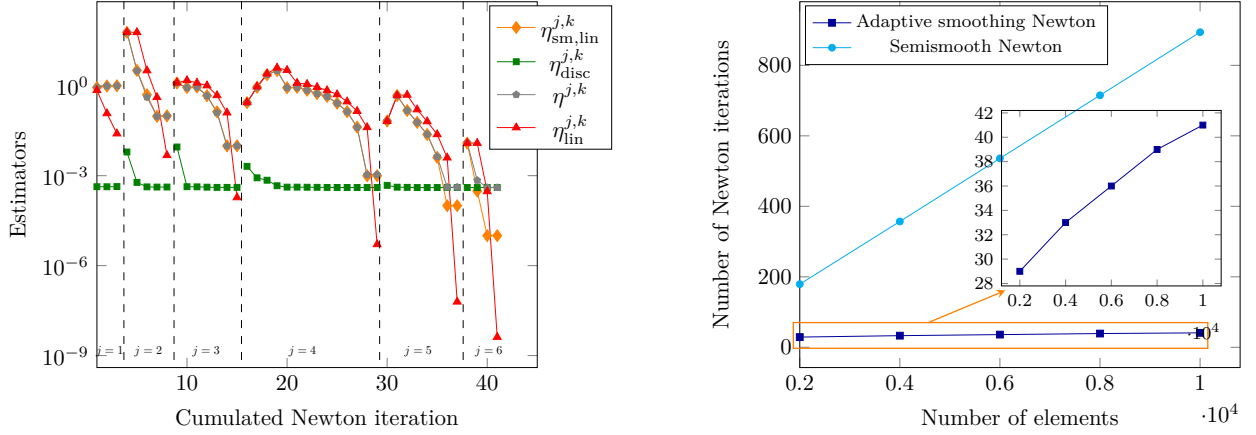 Estimators
10^0
10^{-3}
10^{-6}
10^{-9}
10
20
30
40
Cumulated Newton iteration
j = 1
j = 2
j = 3
j = 4
j = 5
j = 6
η^{j,k}_{sm,lin}
η^{j,k}_{disc}
η^{j,k}
η^{j,k}_{lin}
Number of Newton iterations
800
600
400
200
0
0.2
0.4
0.6
0.8
1
·10^4
Number of elements
Adaptive smoothing Newton
Semismooth Newton
42
40
38
36
34
32
30
28
0.2
0.4
0.6
0.8
1
·10^4